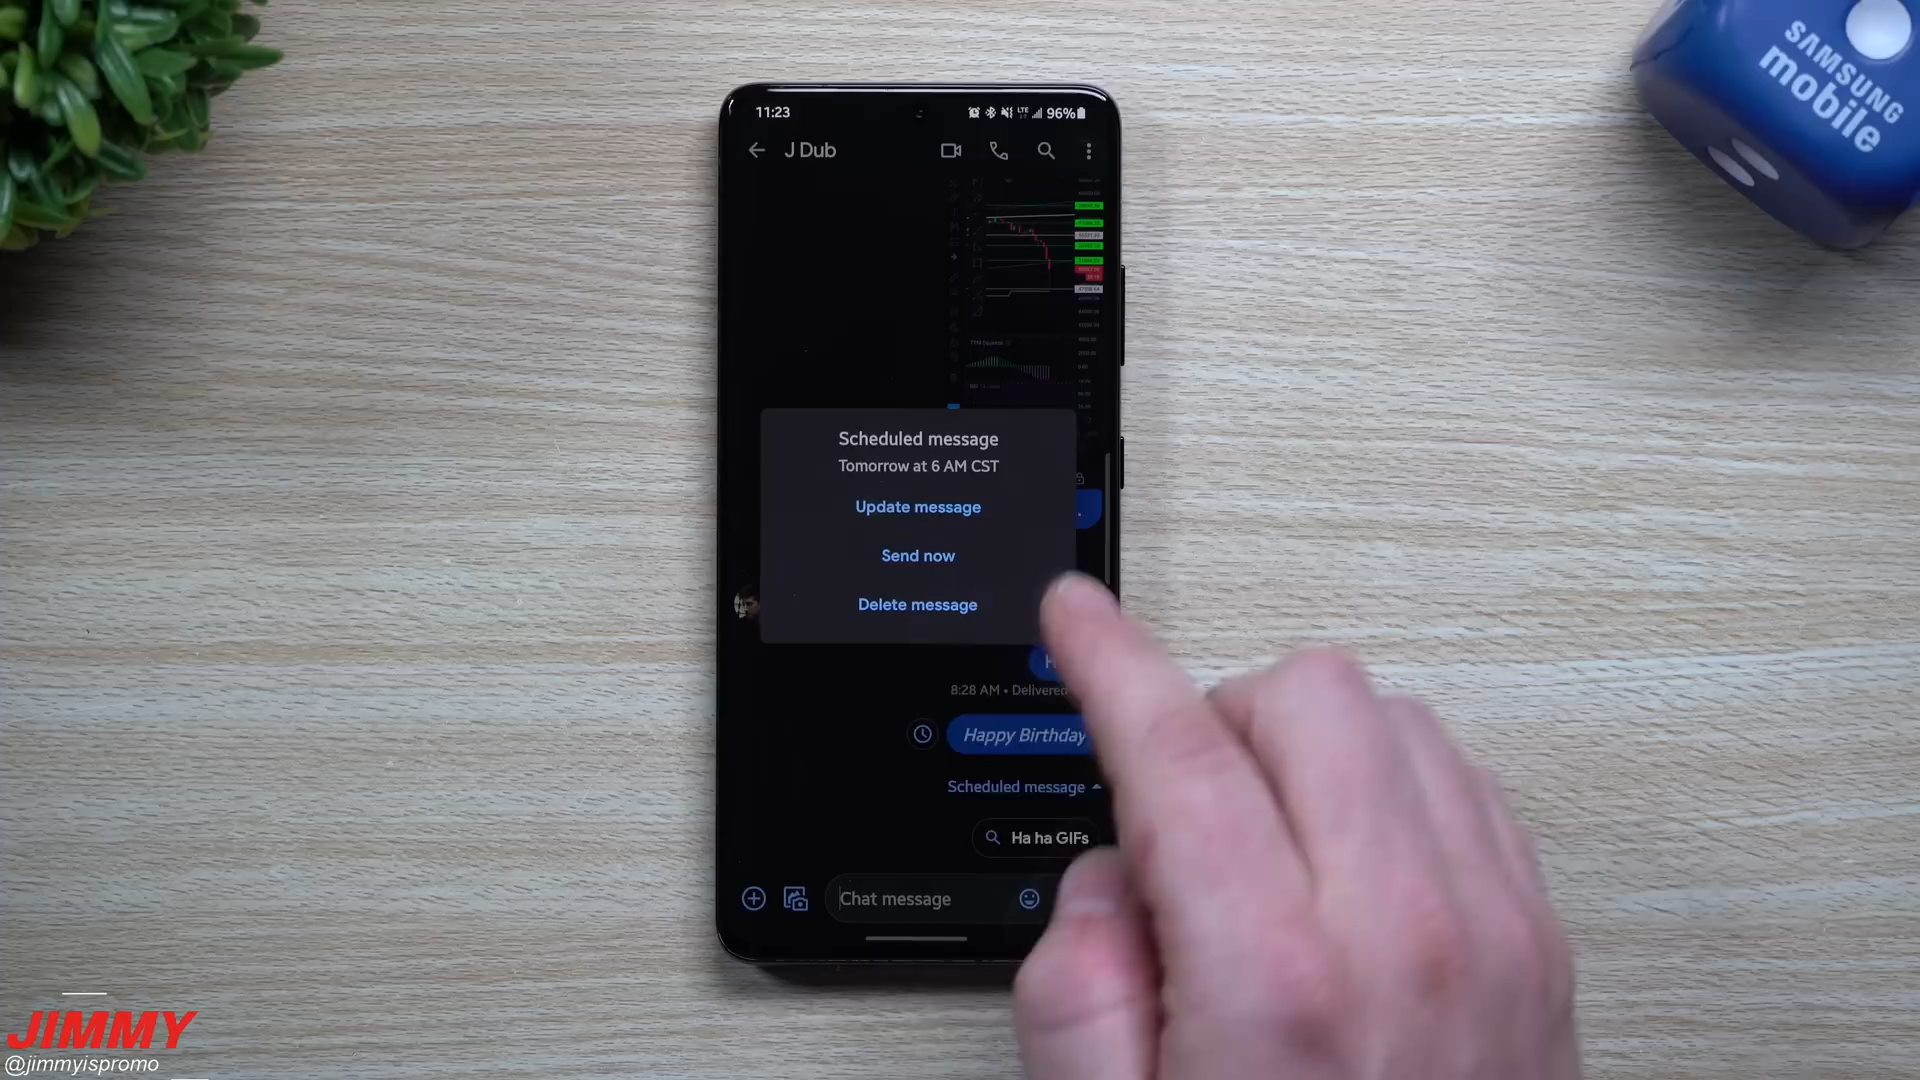 SAMSUNG
mobile
11:23
LTE
96%
J Dub
Scheduled message
Tomorrow at 6 AM CST
Update message
Send now
Delete message
H
8:28 AM • Delivered
Happy Birthday
Scheduled message
Ha ha GIFs
Chat message
JIMMY
@jimmyispromo